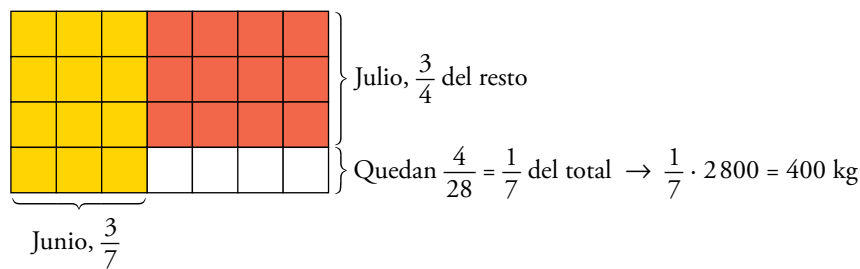 Julio, 3/4 del resto
Quedan 4/28 = 1/7 del total → 1/7 · 2 800 = 400 kg
Junio, 3/7